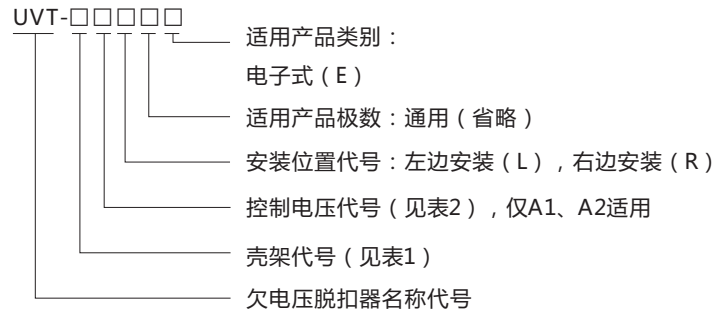 UVT-□□□□□
适用产品类别：
电子式（E）
适用产品极数：通用（省略）
安装位置代号：左边安装（L），右边安装（R）
控制电压代号（见表2），仅A1、A2适用
壳架代号（见表1）
欠电压脱扣器名称代号